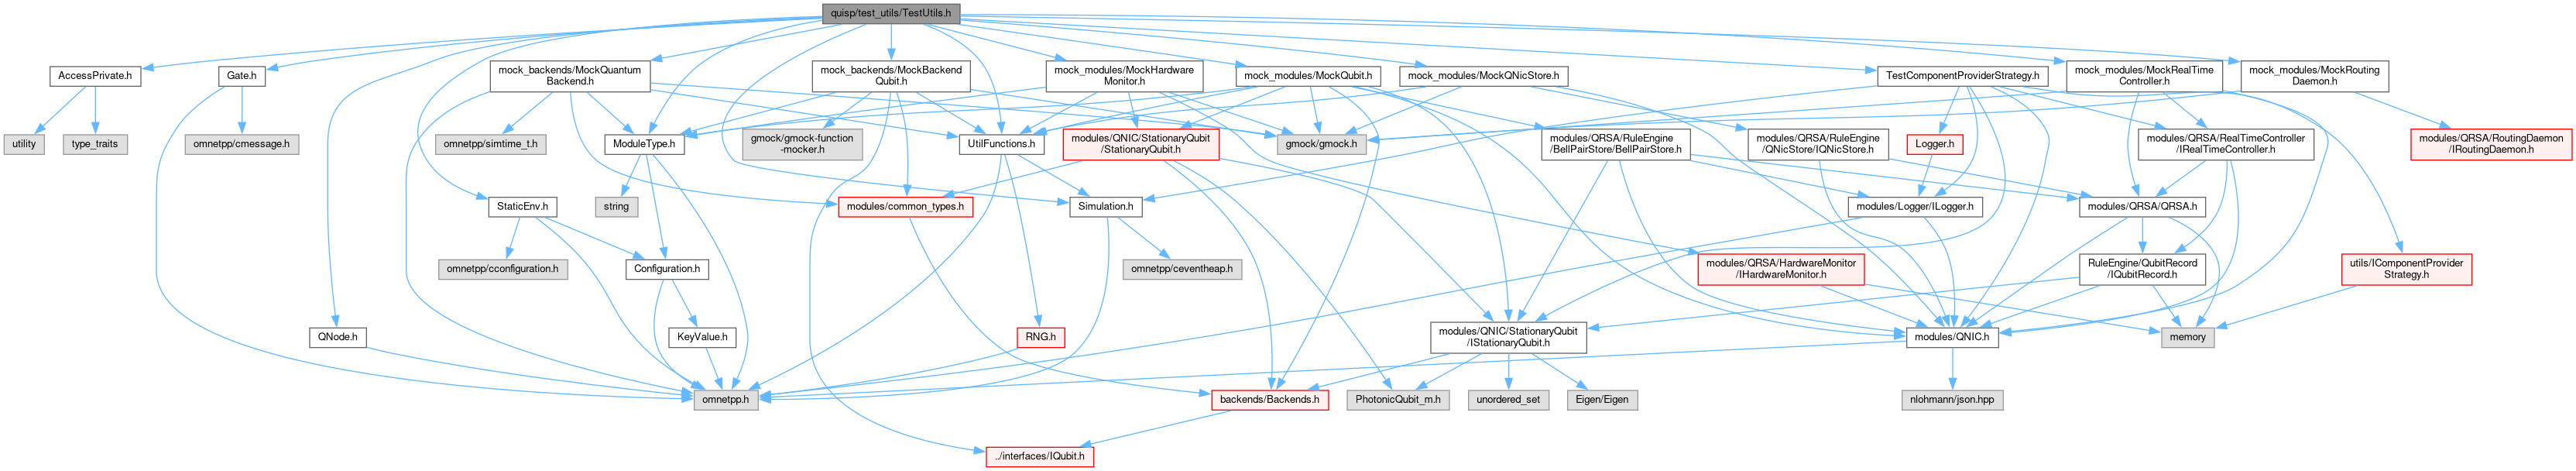 quisp/test_utils/TestUtils.h
AccessPrivate.h
Gate.h
mock_backends/MockQuantum
Backend.h
mock_backends/MockBackend
Qubit.h
mock_modules/MockHardware
Monitor.h
mock_modules/MockQubit.h
mock_modules/MockQNicStore.h
TestComponentProviderStrategy.h
mock_modules/MockRealTime
Controller.h
mock_modules/MockRouting
Daemon.h
utility
type_traits
omnetpp/cmessage.h
omnetpp/simtime_t.h
ModuleType.h
gmock/gmock-function
-mocker.h
UtilFunctions.h
modules/QNIC/StationaryQubit
/StationaryQubit.h
gmock/gmock.h
modules/QRSA/RuleEngine
/BellPairStore/BellPairStore.h
modules/QRSA/RuleEngine
/QNicStore/IQNicStore.h
Logger.h
modules/QRSA/RealTimeController
/IRealTimeController.h
modules/QRSA/RoutingDaemon
/IRoutingDaemon.h
StaticEnv.h
string
modules/common_types.h
Simulation.h
modules/Logger/ILogger.h
modules/QRSA/QRSA.h
omnetpp/cconfiguration.h
Configuration.h
omnetpp/ceventheap.h
modules/QRSA/HardwareMonitor
/IHardwareMonitor.h
RuleEngine/QubitRecord
/IQubitRecord.h
utils/IComponentProvider
Strategy.h
QNode.h
KeyValue.h
RNG.h
modules/QNIC/StationaryQubit
/IStationaryQubit.h
modules/QNIC.h
memory
omnetpp.h
backends/Backends.h
PhotonicQubit_m.h
unordered_set
Eigen/Eigen
nlohmann/json.hpp
../interfaces/IQubit.h